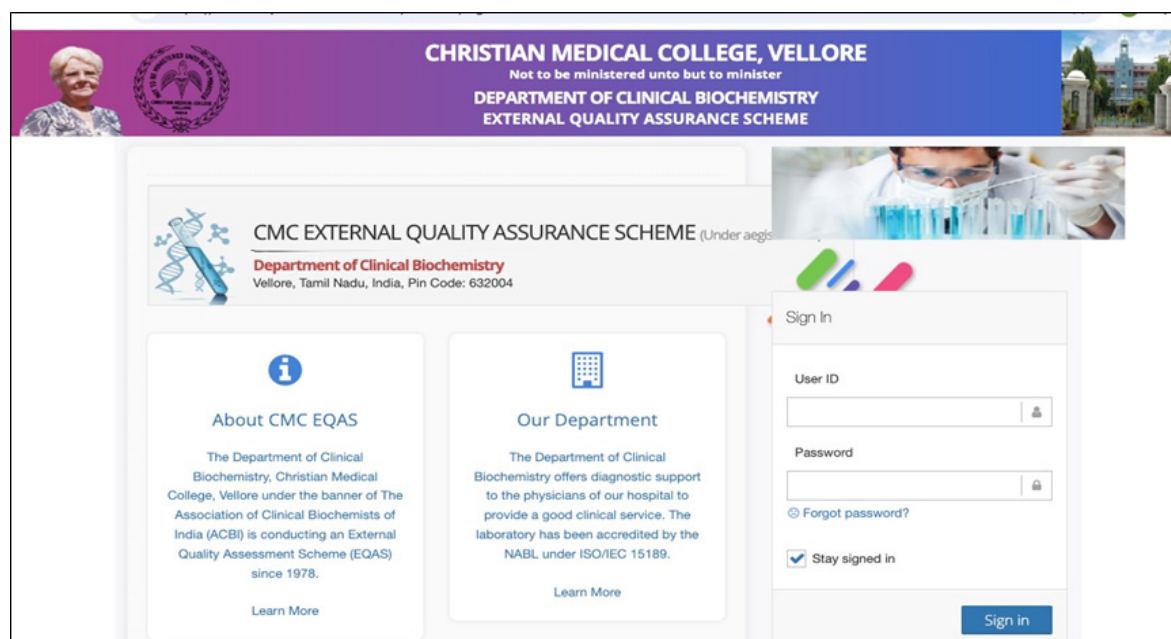 CHRISTIAN MEDICAL COLLEGE, VELLORE
Not to be ministered unto but to minister
DEPARTMENT OF CLINICAL BIOCHEMISTRY
EXTERNAL QUALITY ASSURANCE SCHEME
CMC EXTERNAL QUALITY ASSURANCE SCHEME (Under aegis
Department of Clinical Biochemistry
Vellore, Tamil Nadu, India, Pin Code: 632004
About CMC EQAS
The Department of Clinical
Biochemistry, Christian Medical
College, Vellore under the banner of The
Association of Clinical Biochemists of
India (ACBI) is conducting an External
Quality Assessment Scheme (EQAS)
since 1978.
Learn More
Our Department
The Department of Clinical
Biochemistry offers diagnostic support
to the physicians of our hospital to
provide a good clinical service. The
laboratory has been accredited by the
NABL under ISO/IEC 15189.
Learn More
Sign In
User ID
Password
Forgot password?
Stay signed in
Sign in